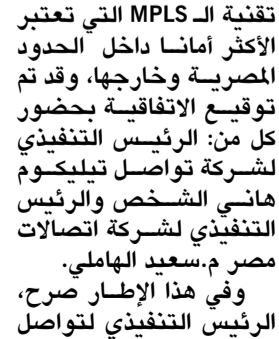 تقنية الـ MPLS التي تعتبر
الأكثر أمانا داخل الحدود
المصرية وخارجها، وقد تم
توقيع الاتفاقية بحضور
كل من: الرئيس التنفيذي
لشركة تواصل تيليكوم
هاني الشخص والرئيس
التنفيذي لشركة اتصالات
مصر م.سعيد الهاملي.
وفي هذا الإطار صرح،
الرئيس التنفيذي لتواصل